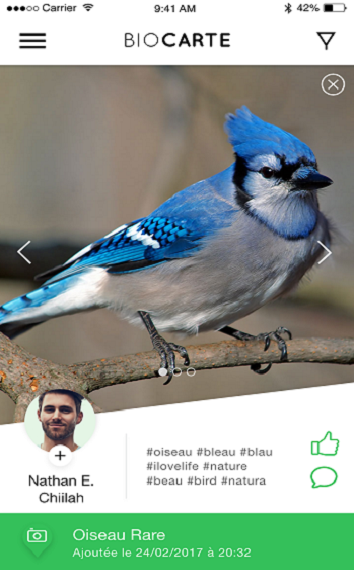 ●●●○○ Carrier 9:41 AM 42%
BIOCARTE
#oiseau #bleau #blau
#ilovelife #nature
#beau #bird #natura
Nathan E.
Chiilah
Oiseau Rare
Ajoutée le 24/02/2017 à 20:32